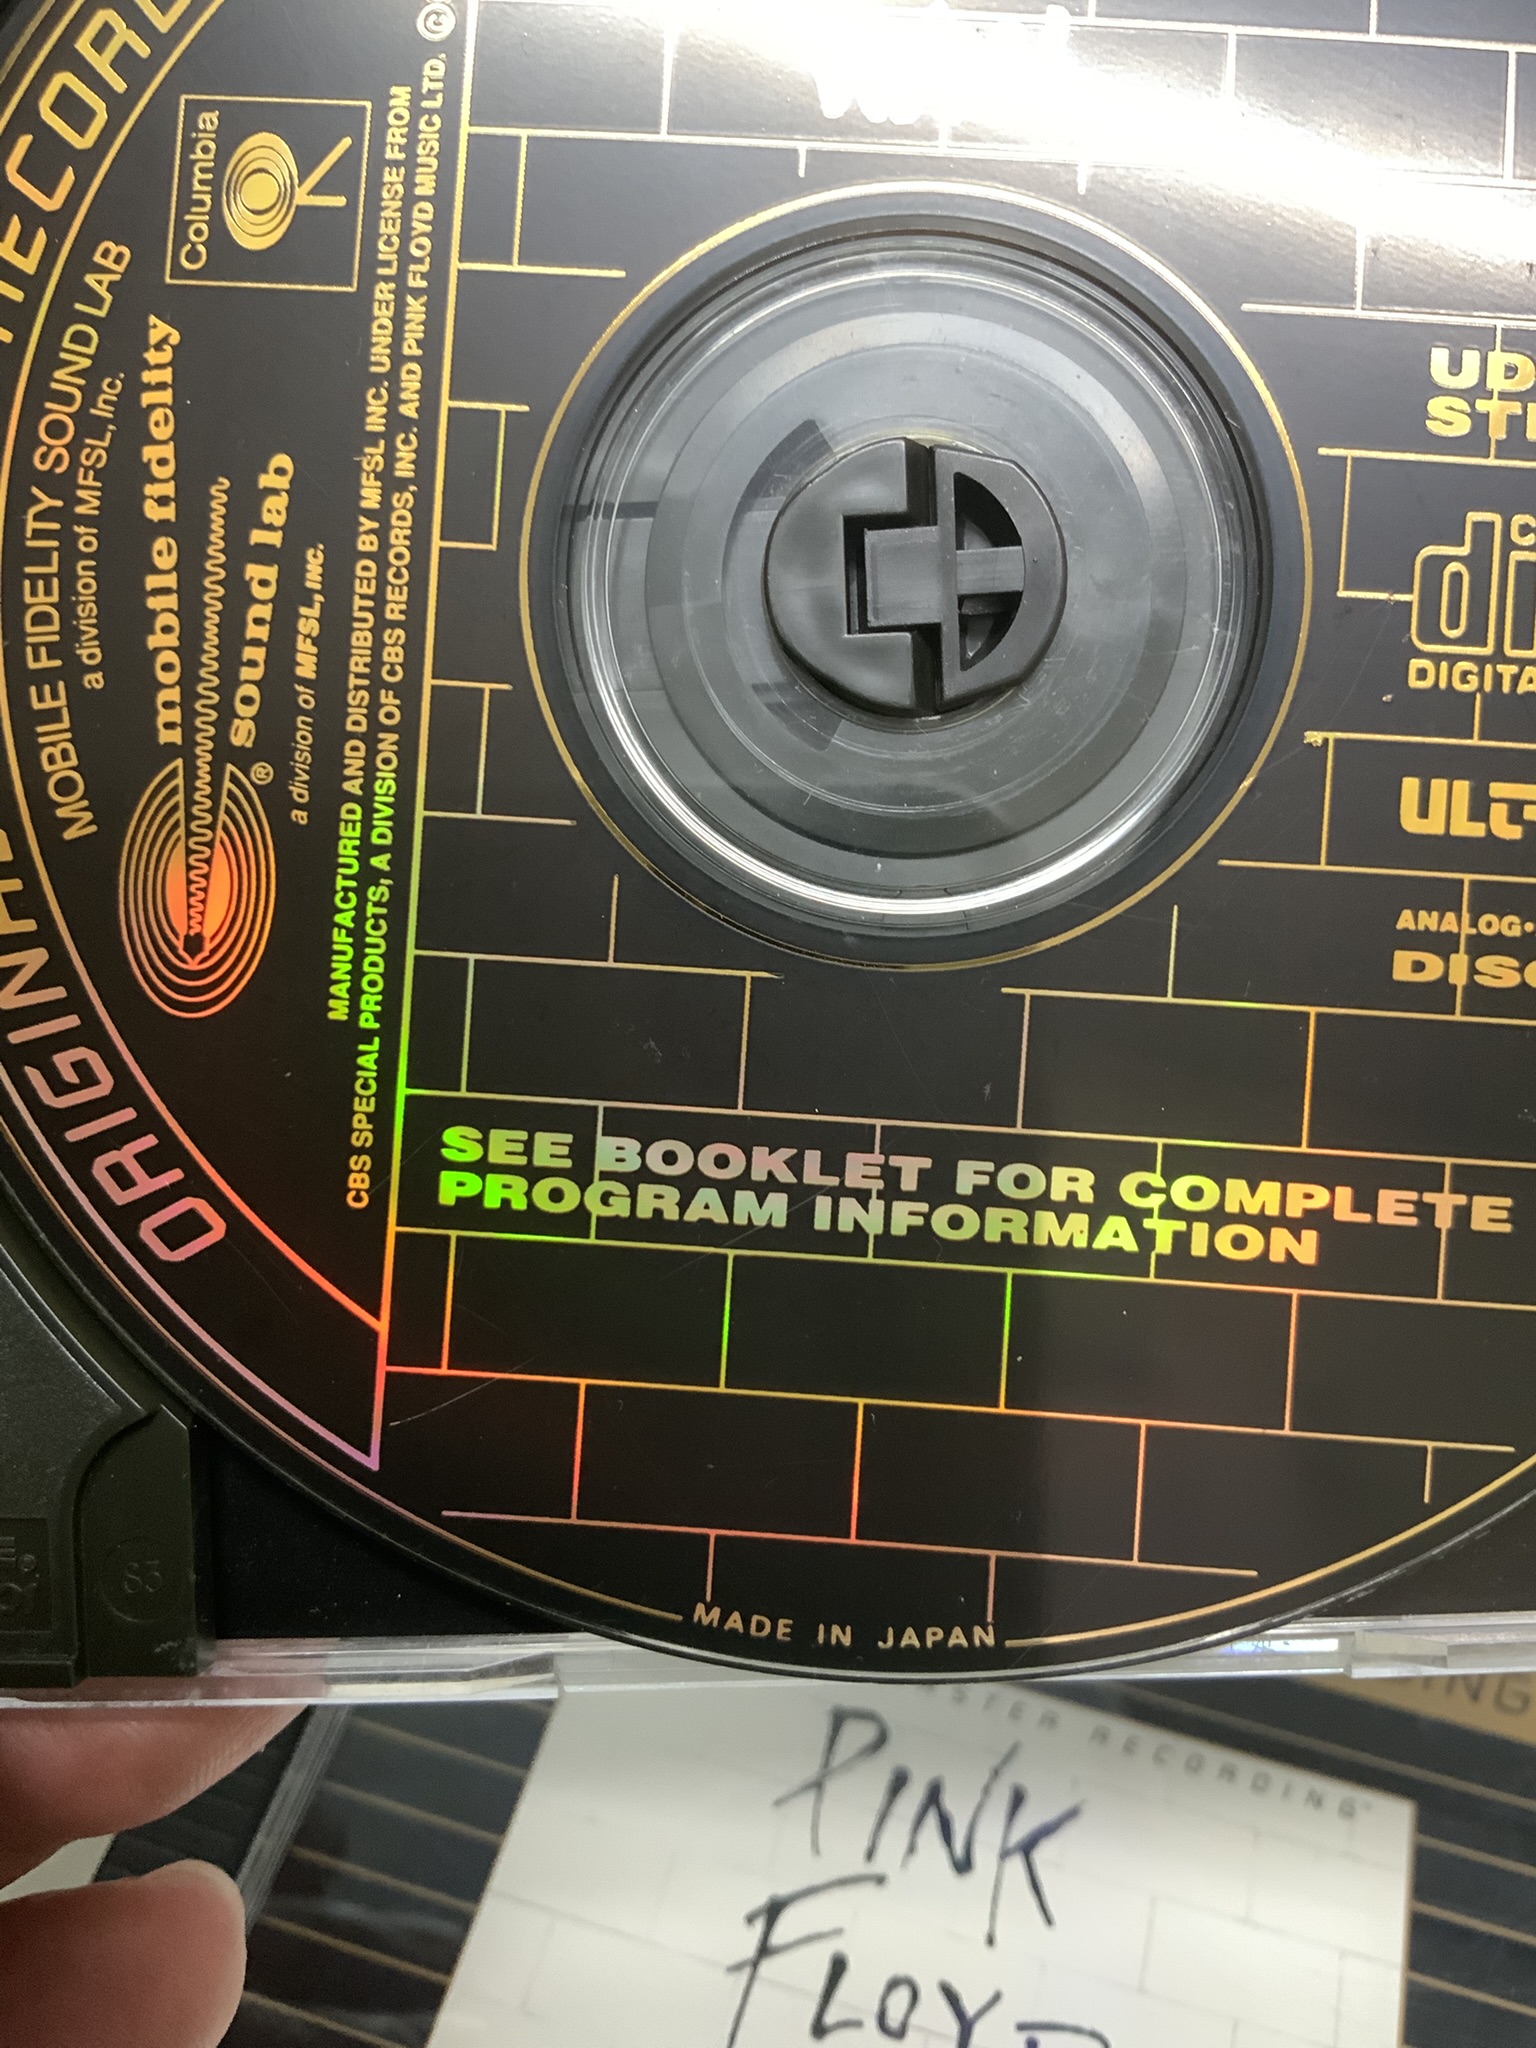 ORIGINAL
MOBILE FIDELITY SOUND LAB
a division of MFSL, Inc.
mobile fidelity
sound lab
®
a division of MFSL, INC.
Columbia
MANUFACTURED AND DISTRIBUTED BY MFSL INC. UNDER LICENSE FROM
CBS SPECIAL PRODUCTS, A DIVISION OF CBS RECORDS, INC. AND PINK FLOYD MUSIC LTD. ©
DIGITA
ANALOG•
SEE BOOKLET FOR COMPLETE
PROGRAM INFORMATION
MADE IN JAPAN
83
RECORDING
PINK
FLOYD